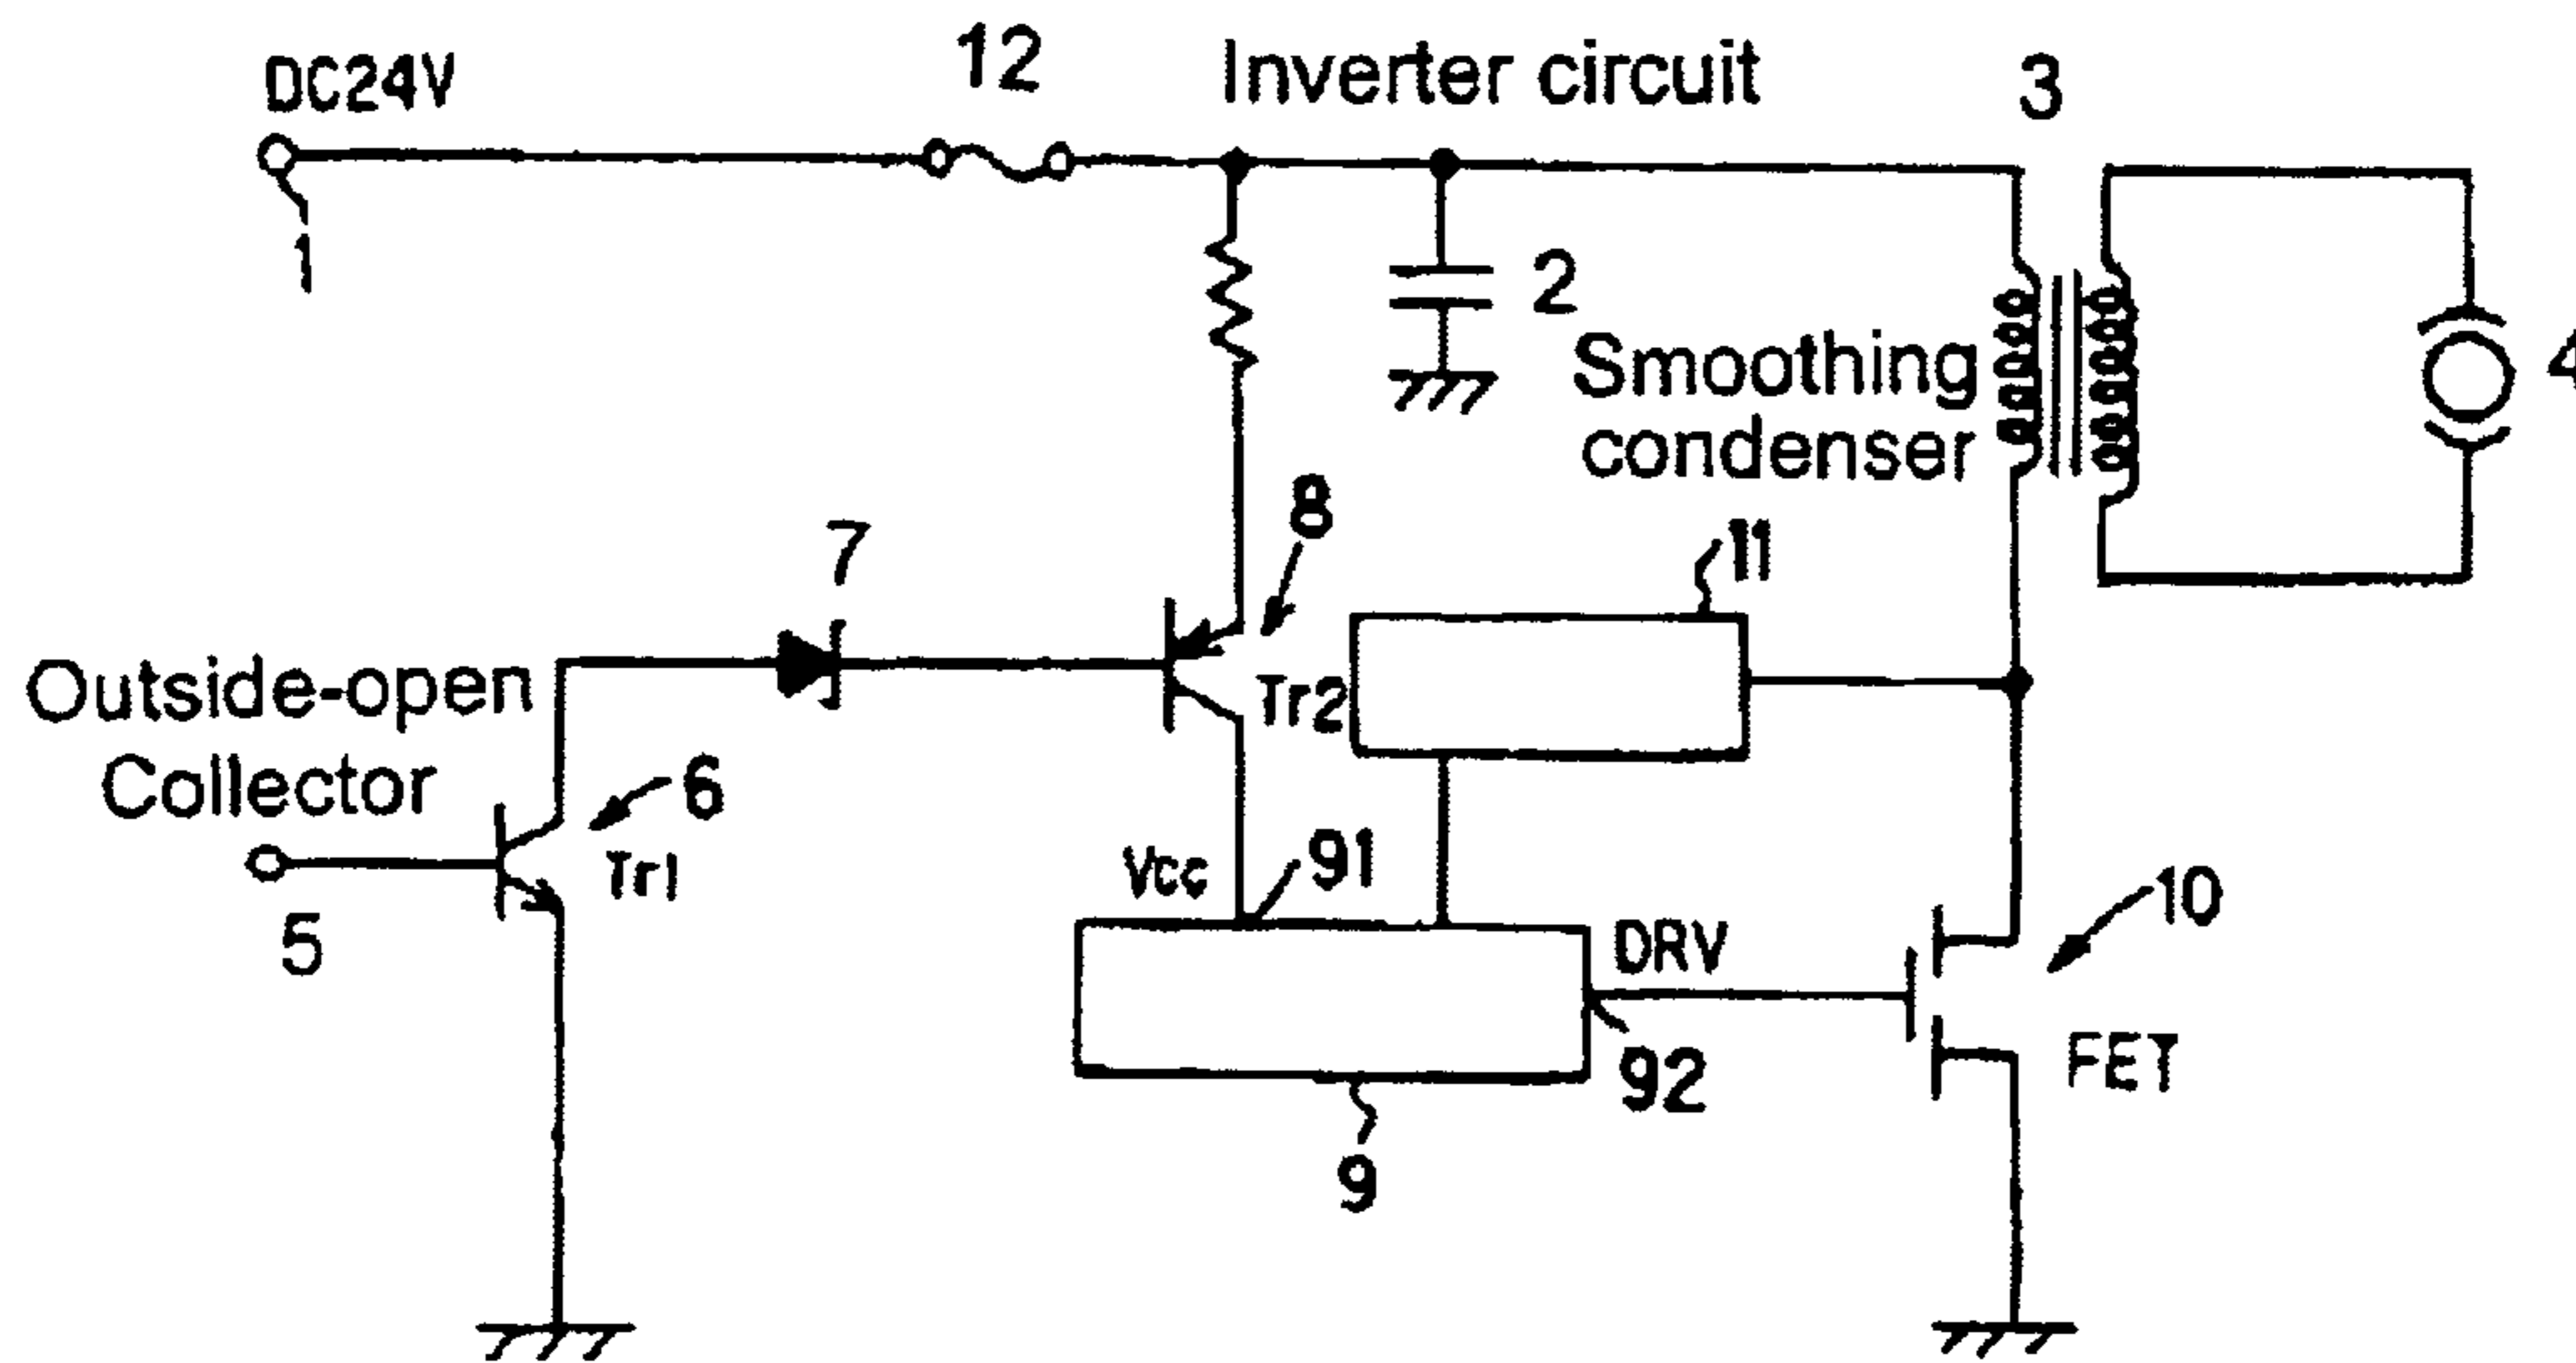 DC24V
12
Inverter circuit
3
1
2
Smoothing
condenser
4
8
7
11
Outside-open
Collector
6
Tr2
Tr1
Vcc
91
5
DRV
10
92
FET
9